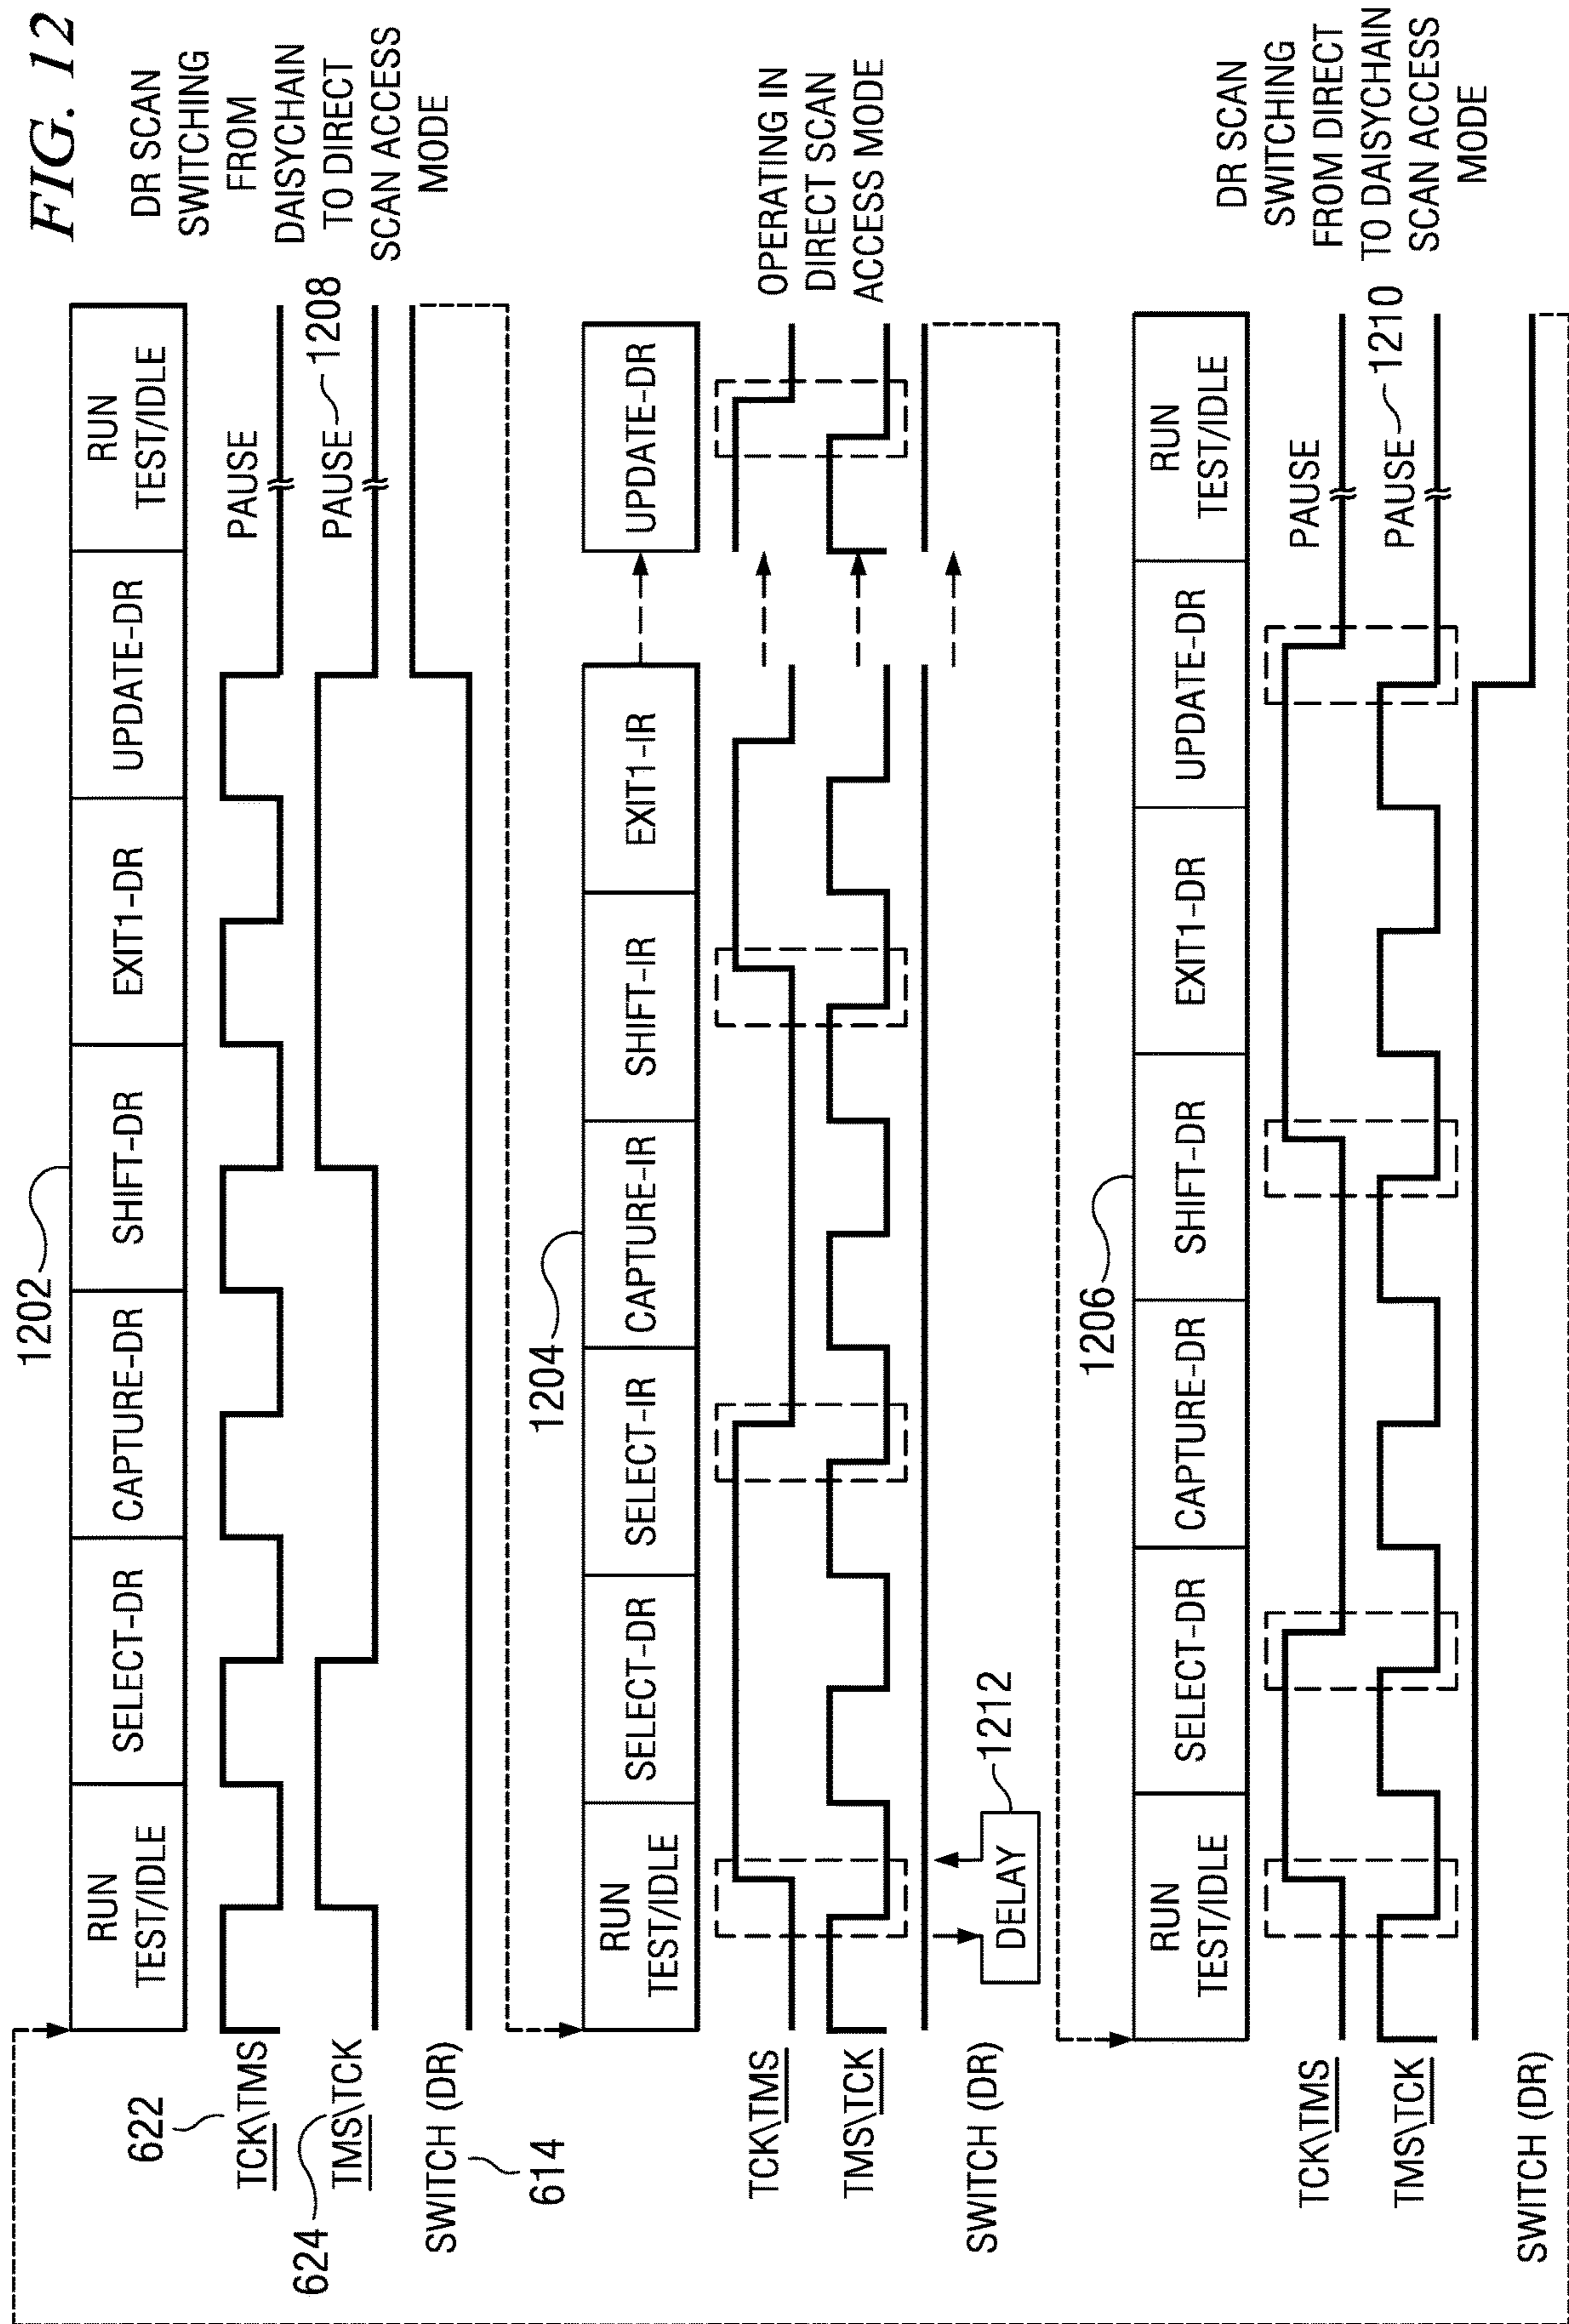 FIG. 12
1202
RUN
TEST/IDLE
SELECT-DR
CAPTURE-DR
SHIFT-DR
EXIT1-DR
UPDATE-DR
RUN
TEST/IDLE
DR SCAN
SWITCHING
FROM
DAISYCHAIN
TO DIRECT
SCAN ACCESS
MODE
622
TCK\TMS
PAUSE
624
TMS\TCK
PAUSE
1208
SWITCH (DR)
614
1204
RUN
TEST/IDLE
SELECT-DR
SELECT-IR
CAPTURE-IR
SHIFT-IR
EXIT1-IR
UPDATE-DR
OPERATING IN
DIRECT SCAN
ACCESS MODE
TCK\TMS
TMS\TCK
SWITCH (DR)
DELAY
1212
1206
RUN
TEST/IDLE
SELECT-DR
CAPTURE-DR
SHIFT-DR
EXIT1-DR
UPDATE-DR
RUN
TEST/IDLE
DR SCAN
SWITCHING
FROM DIRECT
TO DAISYCHAIN
SCAN ACCESS
MODE
TCK\TMS
PAUSE
TMS\TCK
PAUSE
1210
SWITCH (DR)